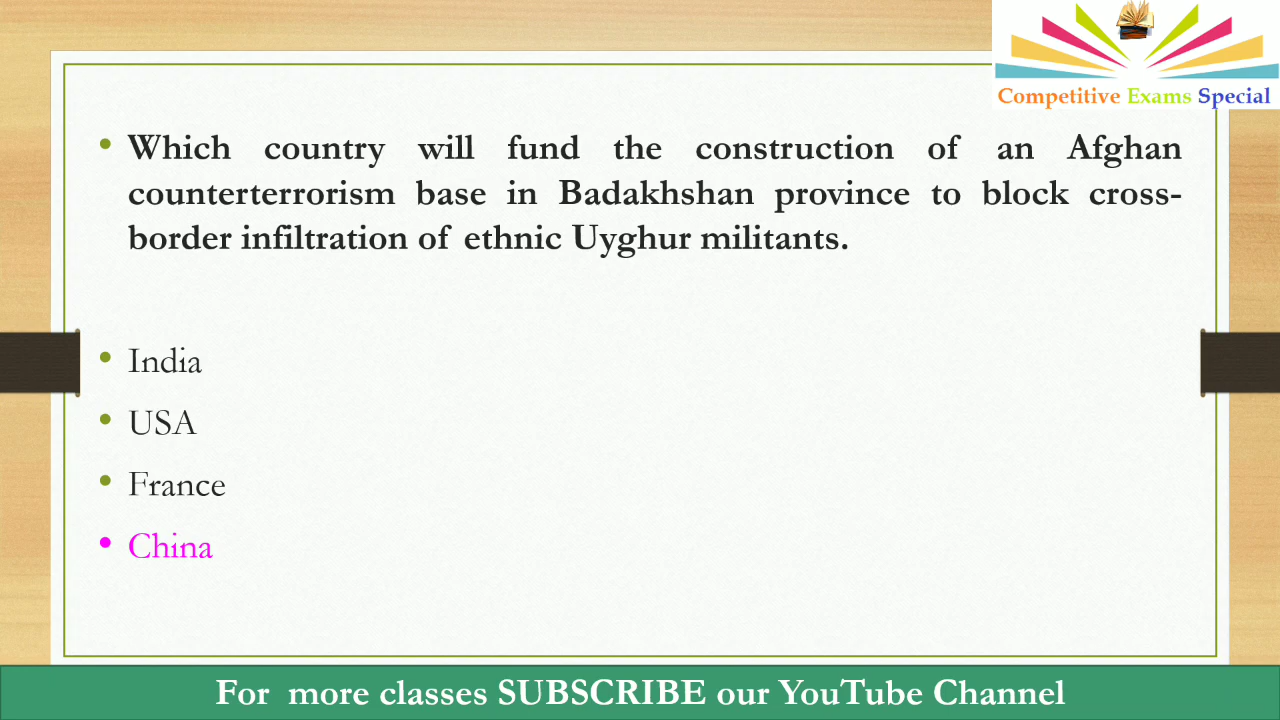 Competitive Exams Special
• Which country will fund the construction of an Afghan
counterterrorism base in Badakhshan province to block cross-
border infiltration of ethnic Uyghur militants.
• India
• USA
• France
• China
For more classes SUBSCRIBE our YouTube Channel